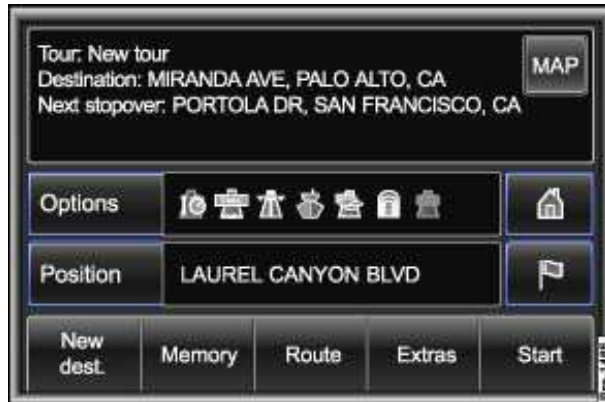 Tour: New tour
Destination: MIRANDA AVE, PALO ALTO, CA
Next stopover: PORTOLA DR, SAN FRANCISCO, CA
MAP
Options
Position
LAUREL CANYON BLVD
New
dest.
Memory
Route
Extras
Start